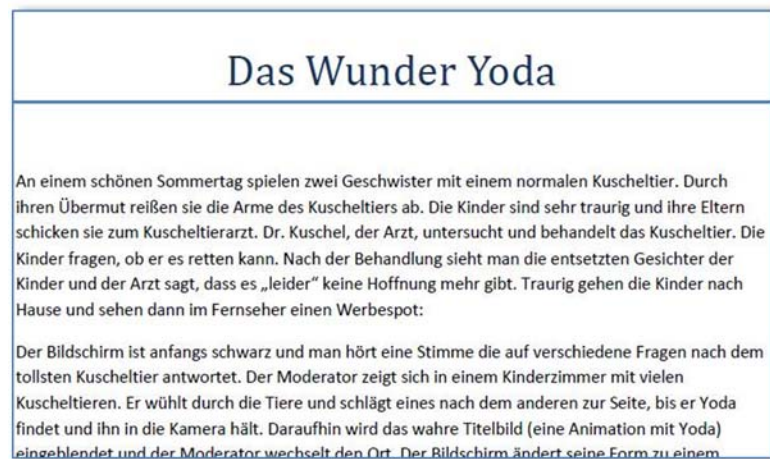 Das Wunder Yoda
An einem schönen Sommertag spielen zwei Geschwister mit einem normalen Kuscheltier. Durch
ihren Übermut reißen sie die Arme des Kuscheltiers ab. Die Kinder sind sehr traurig und ihre Eltern
schicken sie zum Kuscheltierarzt. Dr. Kuschel, der Arzt, untersucht und behandelt das Kuscheltier. Die
Kinder fragen, ob er es retten kann. Nach der Behandlung sieht man die entsetzten Gesichter der
Kinder und der Arzt sagt, dass es „leider“ keine Hoffnung mehr gibt. Traurig gehen die Kinder nach
Hause und sehen dann im Fernseher einen Werbespot:
Der Bildschirm ist anfangs schwarz und man hört eine Stimme die auf verschiedene Fragen nach dem
tollsten Kuscheltier antwortet. Der Moderator zeigt sich in einem Kinderzimmer mit vielen
Kuscheltieren. Er wühlt durch die Tiere und schlägt eines nach dem anderen zur Seite, bis er Yoda
findet und ihn in die Kamera hält. Daraufhin wird das wahre Titelbild (eine Animation mit Yoda)
eingeblendet und der Moderator wechselt den Ort. Der Bildschirm ändert seine Form zu einem